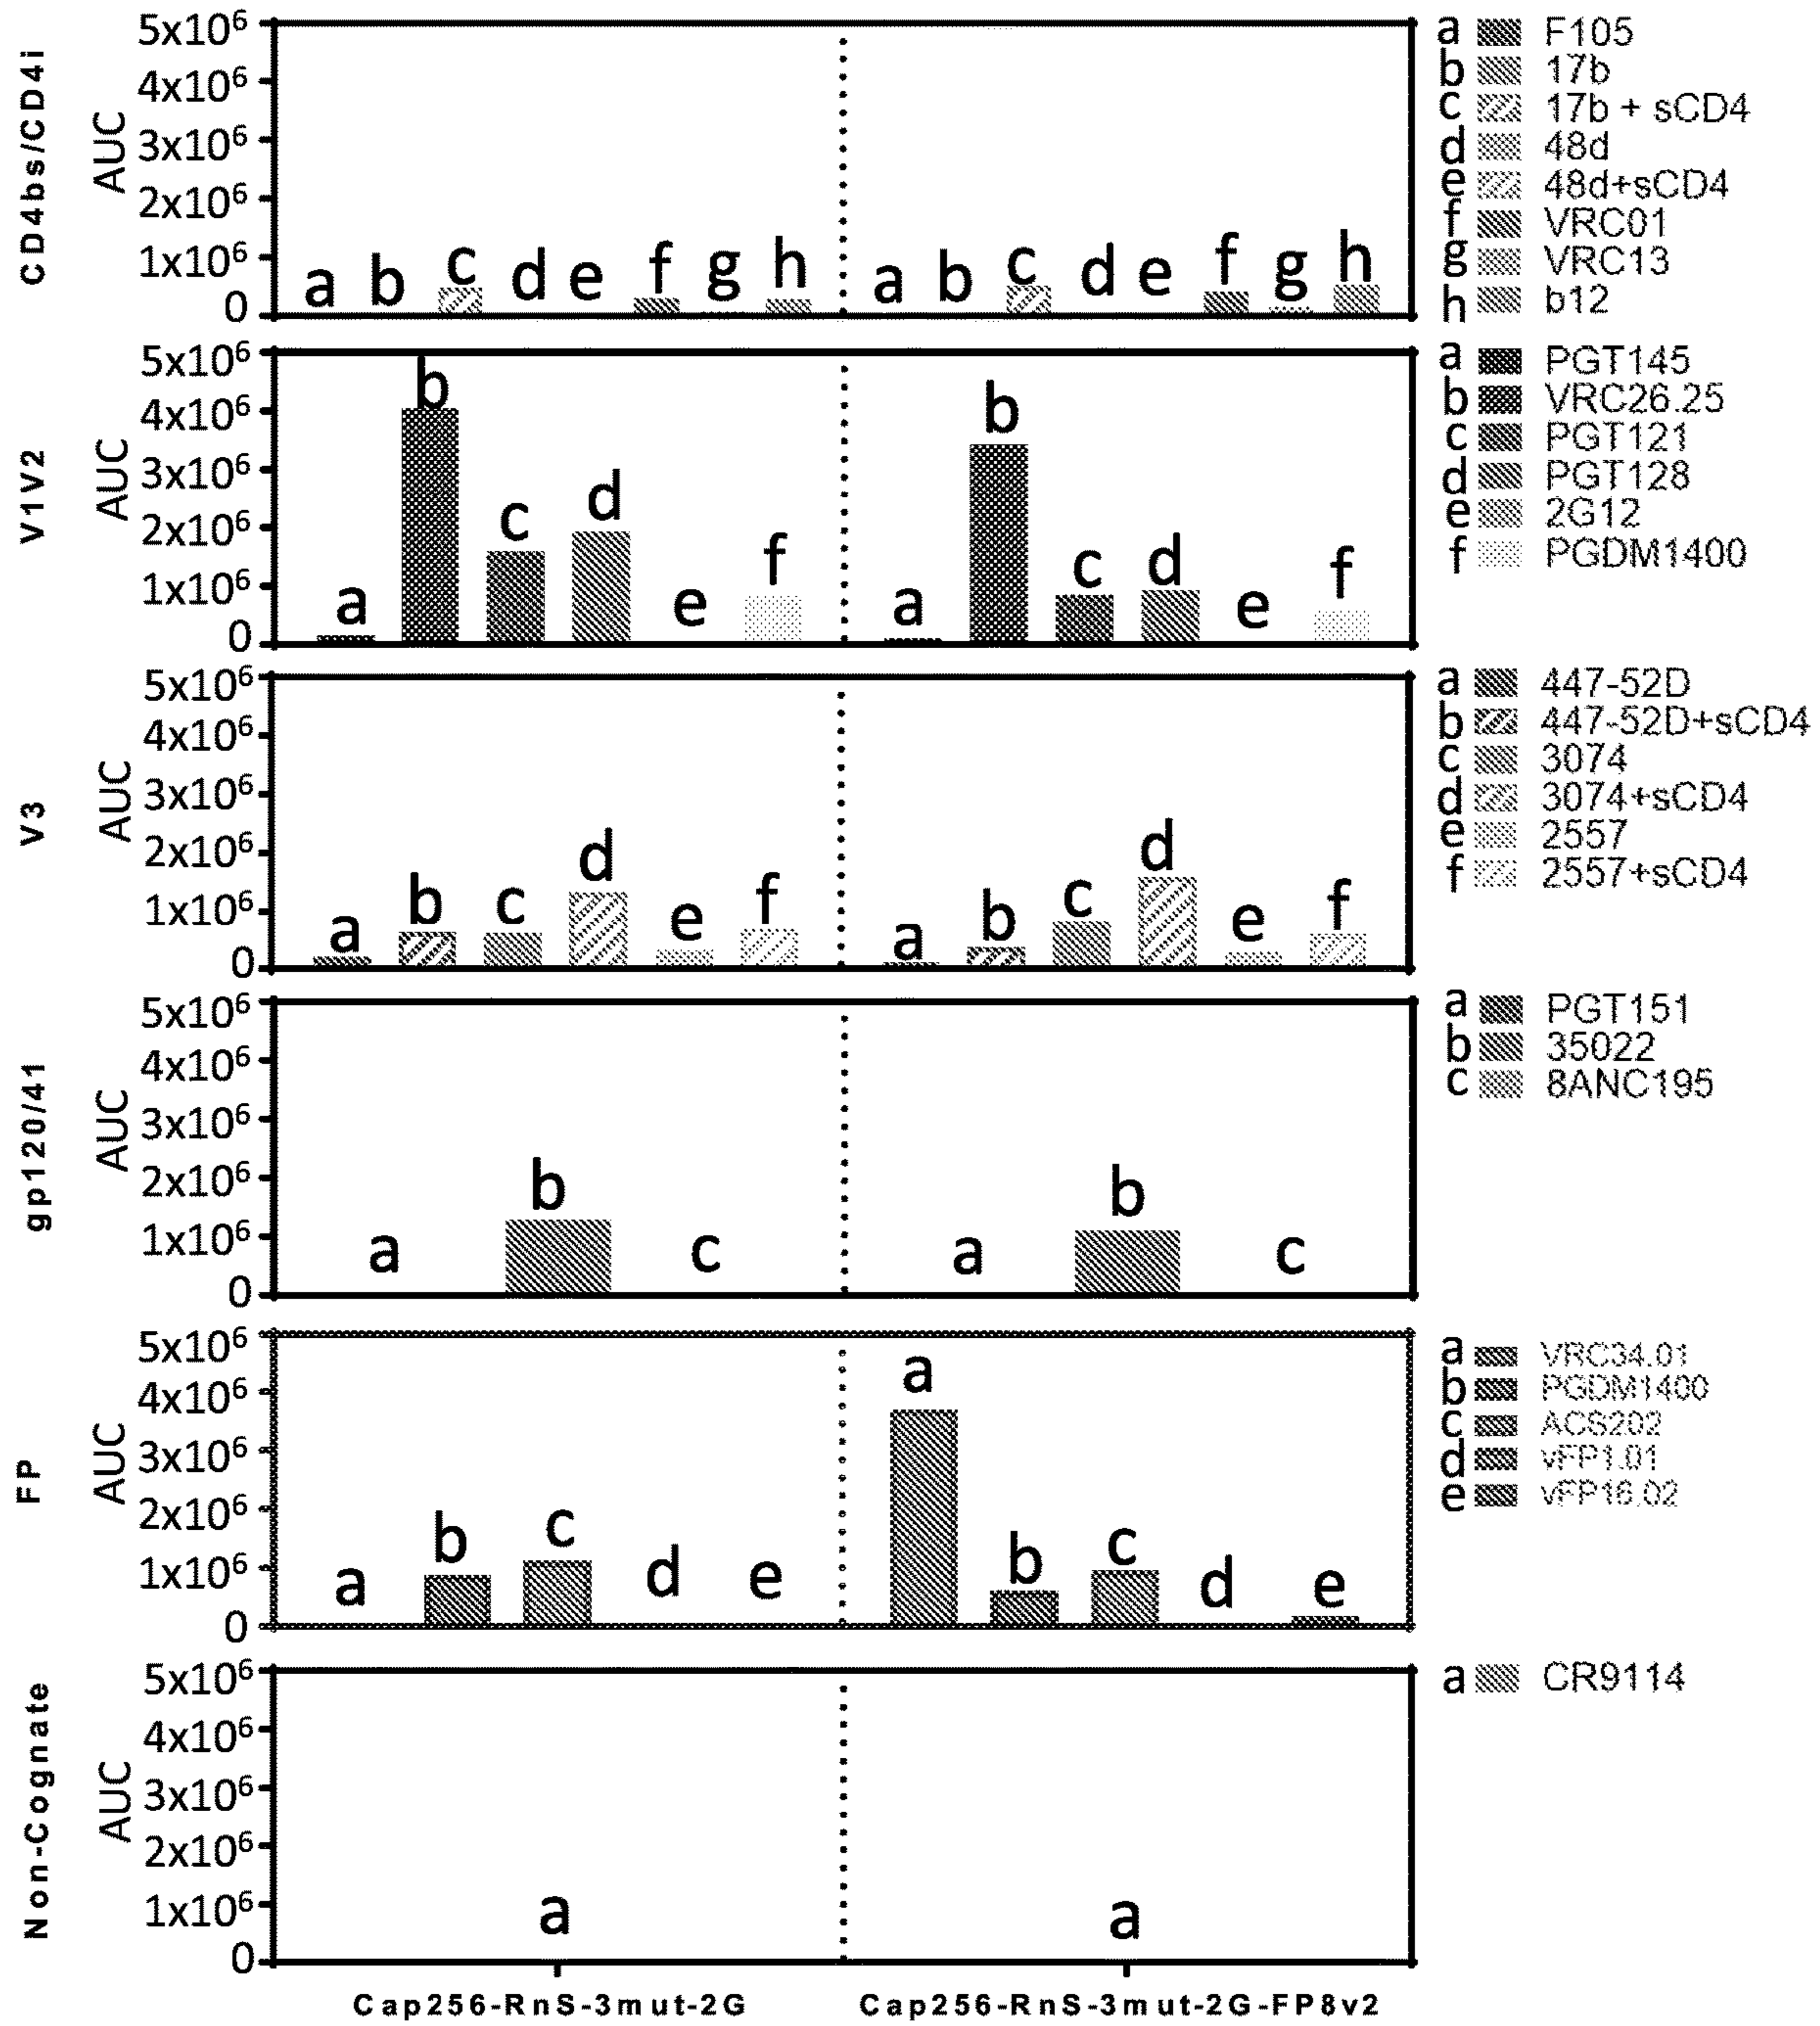 CD4bs/CD4i
AUC
5x10⁶
4x10⁶
3x10⁶
2x10⁶
1x10⁶
0
a b c d e f g h a b c d e f g h
a F105
b 17b
c 17b + sCD4
d 48d
e 48d+sCD4
f VRC01
g VRC13
h b12
V1V2
AUC
5x10⁶
4x10⁶
3x10⁶
2x10⁶
1x10⁶
0
a b c d e f a b c d e f
a PGT145
b VRC26.25
c PGT121
d PGT128
e 2G12
f PGDM1400
V3
AUC
5x10⁶
4x10⁶
3x10⁶
2x10⁶
1x10⁶
0
a b c d e f a b c d e f
a 447-52D
b 447-52D+sCD4
c 3074
d 3074+sCD4
e 2557
f 2557+sCD4
gp120/41
AUC
5x10⁶
4x10⁶
3x10⁶
2x10⁶
1x10⁶
0
a b c a b c
a PGT151
b 35022
c 8ANC195
FP
AUC
5x10⁶
4x10⁶
3x10⁶
2x10⁶
1x10⁶
0
a b c d e a b c d e
a VRC34.01
b PGDM1400
c ACS202
d vFP1.01
e vFP16.02
Non-Cognate
AUC
5x10⁶
4x10⁶
3x10⁶
2x10⁶
1x10⁶
0
a a
a CR9114
Cap256-RnS-3mut-2G
Cap256-RnS-3mut-2G-FP8v2